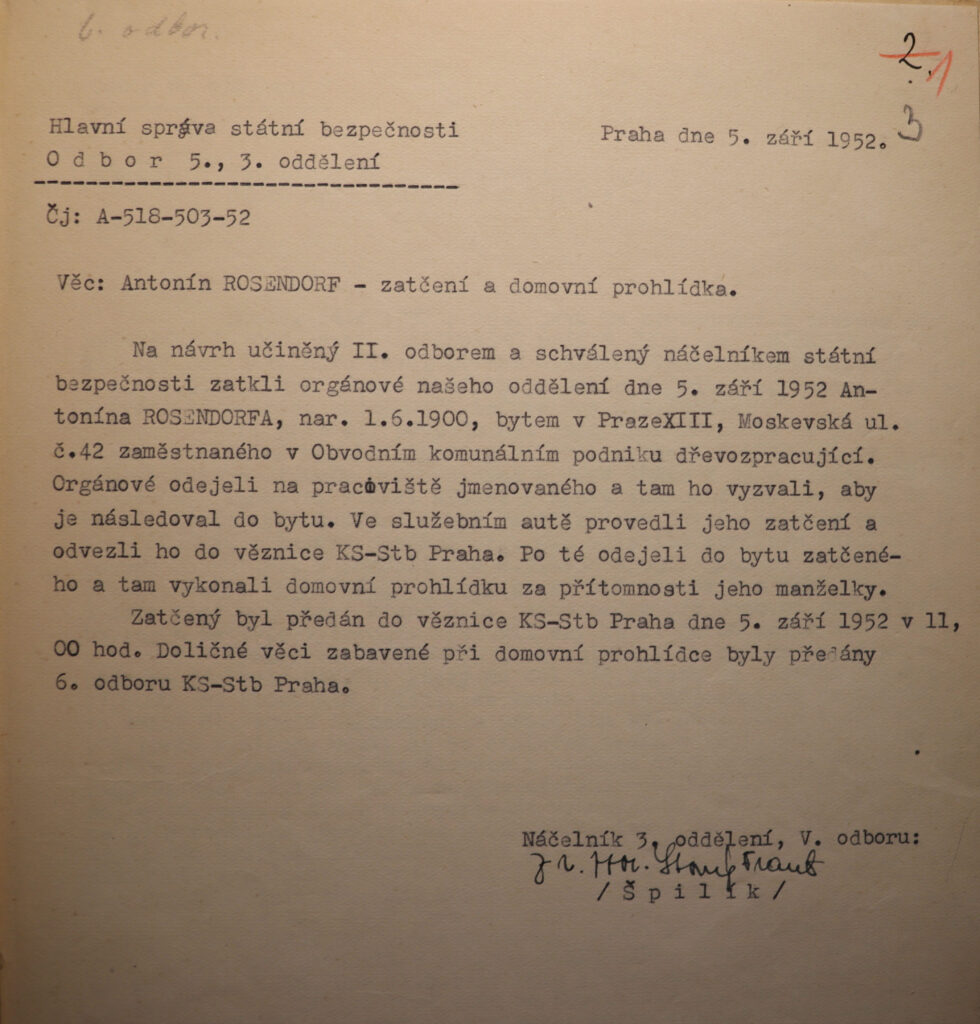 6. odbor.
2. 1
3
Hlavní správa státní bezpečnosti
O d b o r 5., 3. oddělení
Praha dne 5. září 1952.
Čj: A-518-503-52
Věc: Antonín ROSENDORF - zatčení a domovní prohlídka.
Na návrh učiněný II. odborem a schválený náčelníkem státní
bezpečnosti zatkli orgánové našeho oddělení dne 5. září 1952 An-
tonína ROSENDORFA, nar. 1.6.1900, bytem v PrazeXIII, Moskevská ul.
č.42 zaměstnaného v Obvodním komunálním podniku dřevozpracující.
Orgánové odejeli na pracoviště jmenovaného a tam ho vyzvali, aby
je následoval do bytu. Ve služebním autě provedli jeho zatčení a
odvezli ho do věznice KS-Stb Praha. Po té odejeli do bytu zatčené-
ho a tam vykonali domovní prohlídku za přítomnosti jeho manželky.
Zatčený byl předán do věznice KS-Stb Praha dne 5. září 1952 v 11,
00 hod. Doličné věci zabavené při domovní prohlídce byly předány
6. odboru KS-Stb Praha.
Náčelník 3. oddělení, V. odboru:
/ Š p i l í k /